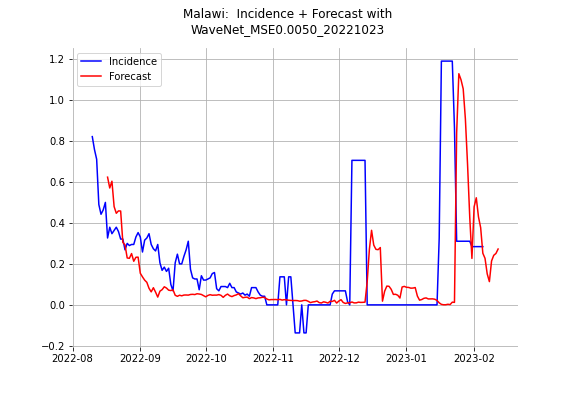 Malawi:  Incidence + Forecast with
WaveNet_MSE0.0050_20221023
Incidence
Forecast
1.2
1.0
0.8
0.6
0.4
0.2
0.0
−0.2
2022-08 2022-09 2022-10 2022-11 2022-12 2023-01 2023-02